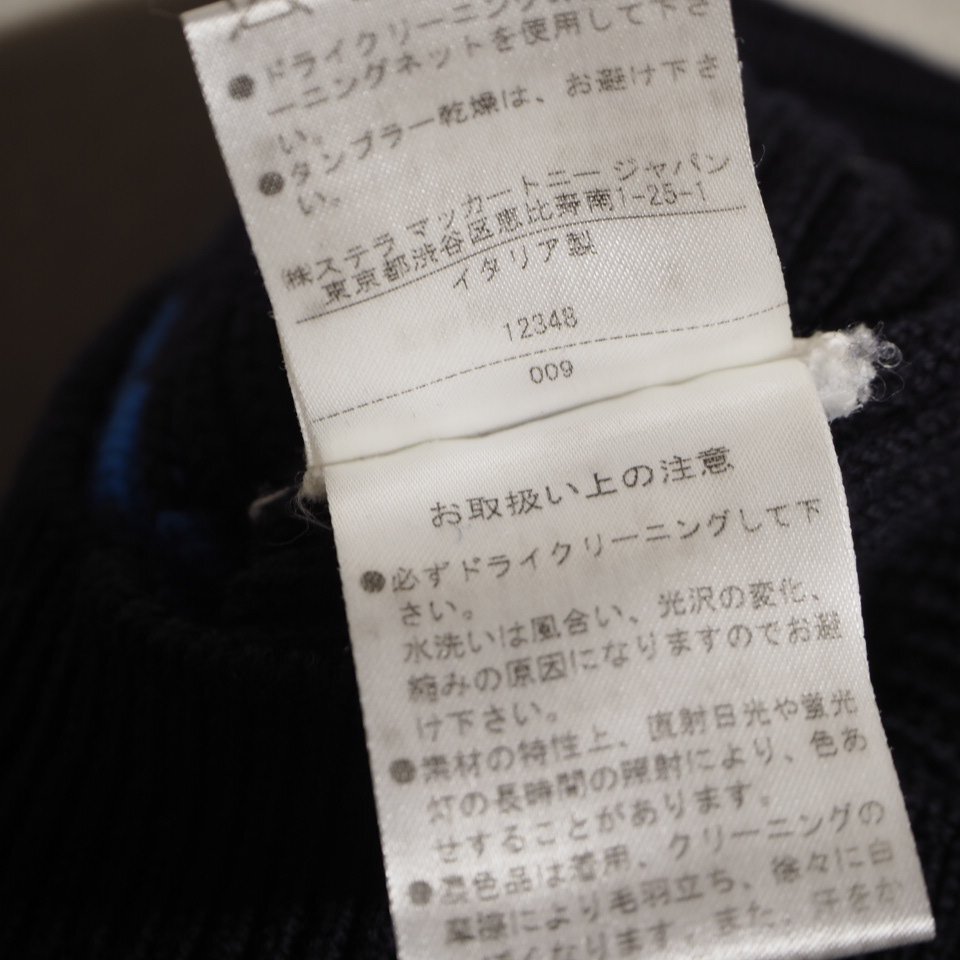 ●ドライクリーニング
ーニングネットを使用して下さ
い。
●タンブラー乾燥は、お避け下さ
い。
㈱ステラ マッカートニー ジャパン
東京都渋谷区恵比寿南1-25-1
イタリア製
12348
009
お取扱い上の注意
●必ずドライクリーニングして下
さい。
水洗いは風合い、光沢の変化、
縮みの原因になりますのでお避
け下さい。
●素材の特性上、直射日光や蛍光
灯の長時間の照射により、色あ
せすることがあります。
●濃色品は着用、クリーニングの
摩擦により毛羽立ち、徐々に白
ぽくなります。また、汗をか